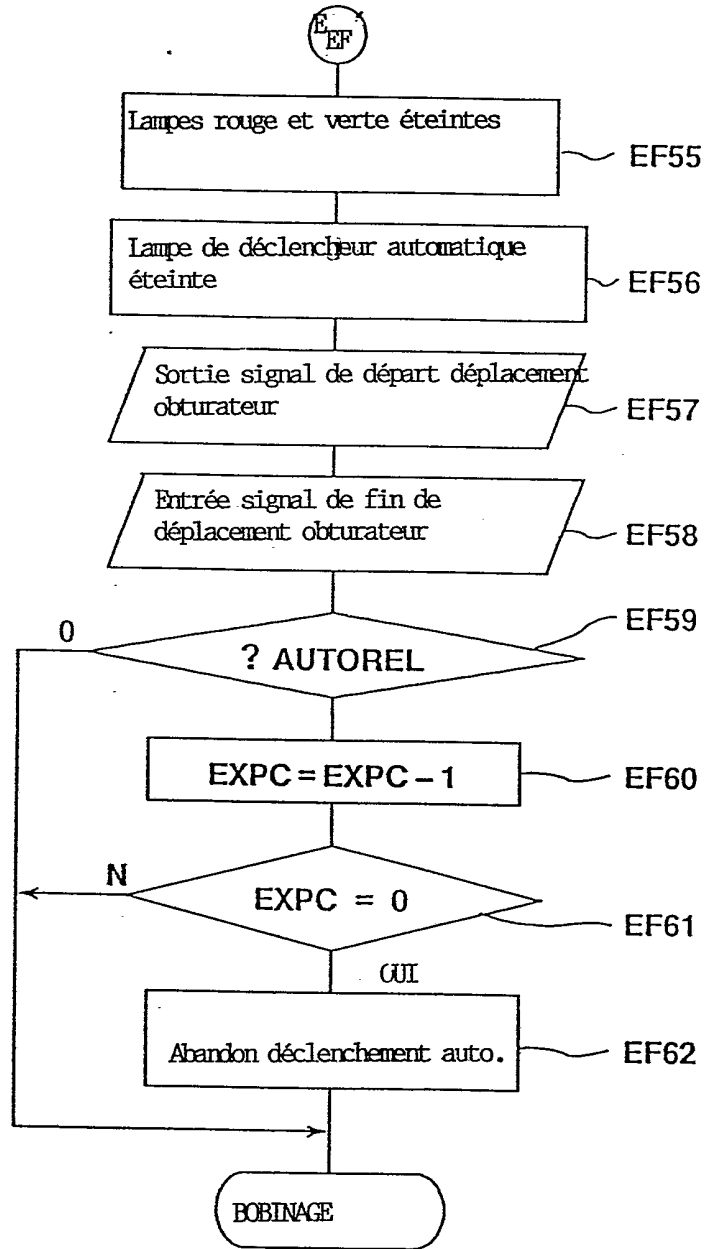 E
EF
Lampes rouge et verte éteintes
EF55
Lampe de déclencheur automatique
éteinte
EF56
Sortie signal de départ déplacement
obturateur
EF57
Entrée signal de fin de
déplacement obturateur
EF58
EF59
0
? AUTOREL
EXPC = EXPC – 1
EF60
N
EXPC = 0
EF61
OUI
Abandon déclenchement auto.
EF62
BOBINAGE